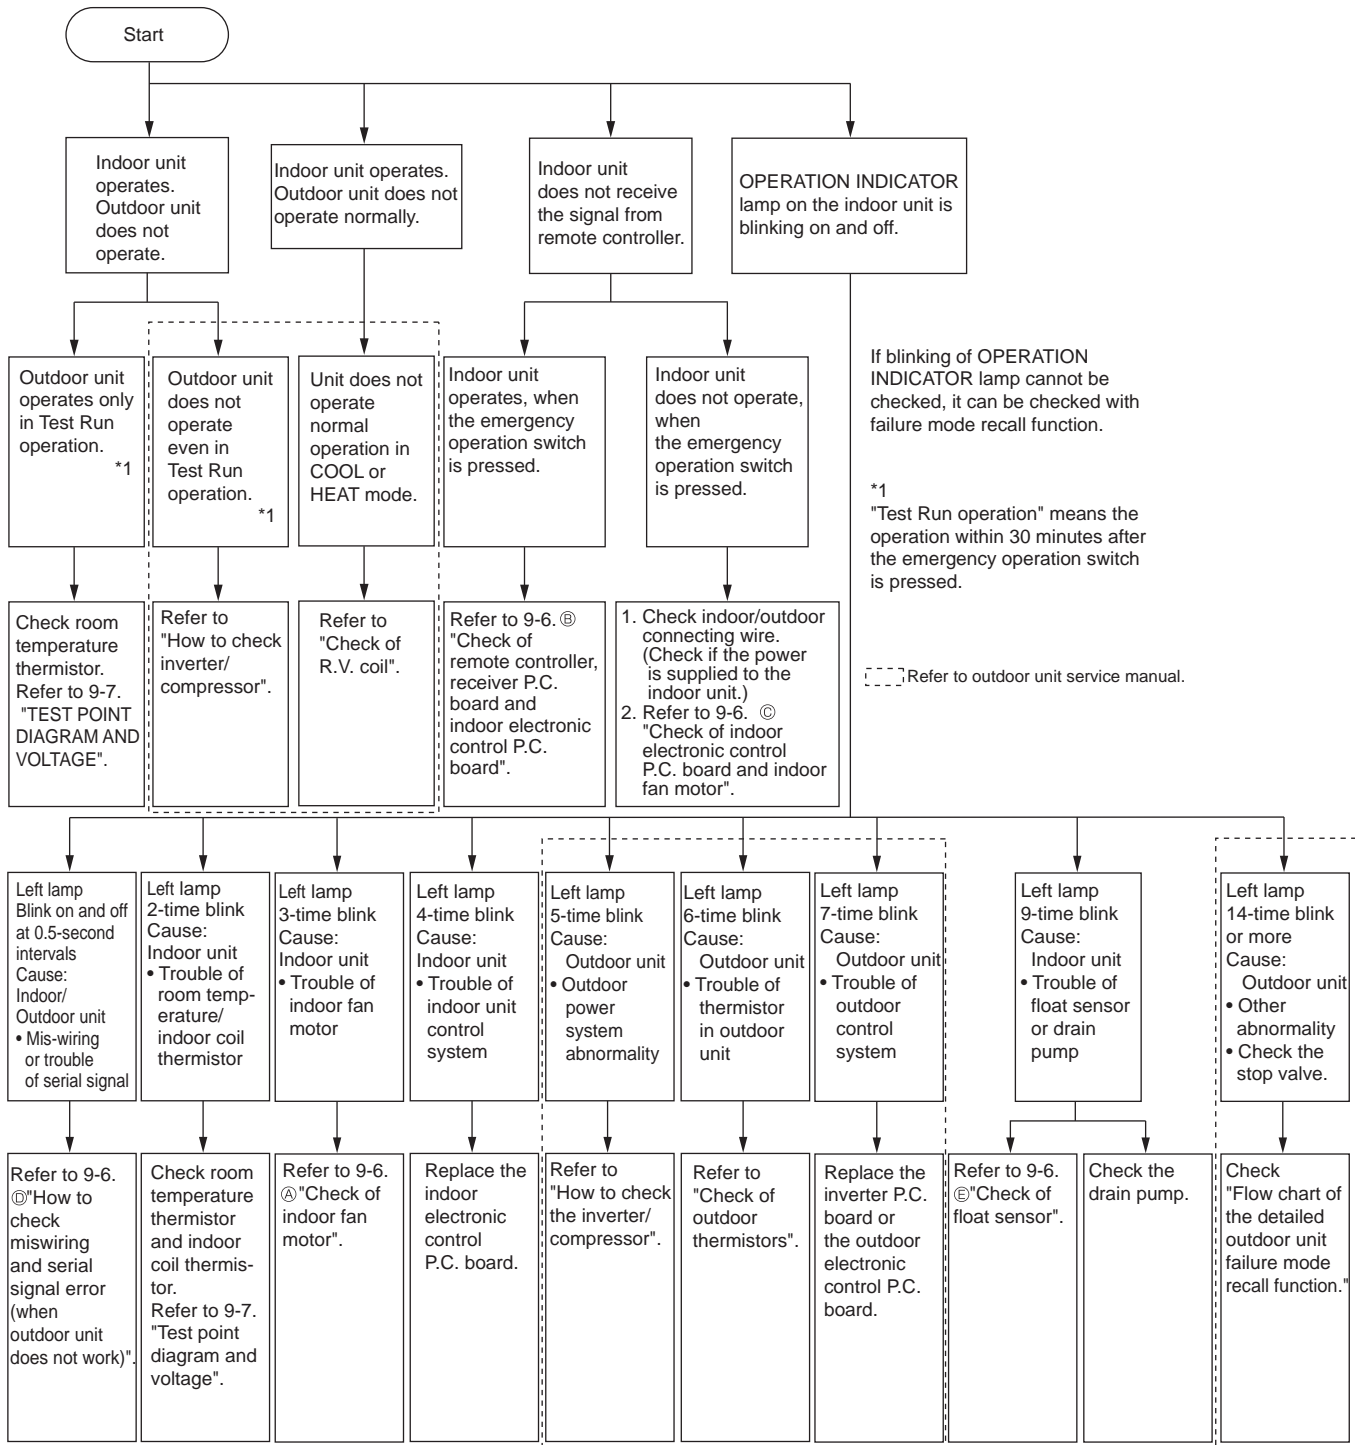 Start
Indoor unit
operates.
Outdoor unit
does not
operate.
Indoor unit operates.
Outdoor unit does not
operate normally.
Indoor unit
does not receive
the signal from
remote controller.
OPERATION INDICATOR
lamp on the indoor unit is
blinking on and off.
Outdoor unit
operates only
in Test Run
operation.
*1
Outdoor unit
does not
operate
even in
Test Run
operation.
*1
Unit does not
operate
normal
operation in
COOL or
HEAT mode.
Indoor unit
operates, when
the emergency
operation switch
is pressed.
Indoor unit
does not operate,
when
the emergency
operation switch
is pressed.
If blinking of OPERATION
INDICATOR lamp cannot be
checked, it can be checked with
failure mode recall function.
*1
"Test Run operation" means the
operation within 30 minutes after
the emergency operation switch
is pressed.
Refer to outdoor unit service manual.
Check room
temperature
thermistor.
Refer to 9-7.
"TEST POINT
DIAGRAM AND
VOLTAGE".
Refer to
"How to check
inverter/
compressor".
Refer to
"Check of
R.V. coil".
Refer to 9-6. Ⓑ
"Check of
remote controller,
receiver P.C.
board and
indoor electronic
control P.C.
board".
1. Check indoor/outdoor
connecting wire.
(Check if the power
is supplied to the
indoor unit.)
2. Refer to 9-6. Ⓒ
"Check of indoor
electronic control
P.C. board and indoor
fan motor".
Left lamp
Blink on and off
at 0.5-second
intervals
Cause:
Indoor/
Outdoor unit
• Mis-wiring
or trouble
of serial signal
Left lamp
2-time blink
Cause:
Indoor unit
• Trouble of
room temp-
erature/
indoor coil
thermistor
Left lamp
3-time blink
Cause:
Indoor unit
• Trouble of
indoor fan
motor
Left lamp
4-time blink
Cause:
Indoor unit
• Trouble of
indoor unit
control
system
Left lamp
5-time blink
Cause:
Outdoor unit
• Outdoor
power
system
abnormality
Left lamp
6-time blink
Cause:
Outdoor unit
• Trouble of
thermistor
in outdoor
unit
Left lamp
7-time blink
Cause:
Outdoor unit
• Trouble of
outdoor
control
system
Left lamp
9-time blink
Cause:
Indoor unit
• Trouble of
float sensor
or drain
pump
Left lamp
14-time blink
or more
Cause:
Outdoor unit
• Other
abnormality
• Check the
stop valve.
Refer to 9-6.
Ⓓ"How to
check
miswiring
and serial
signal error
(when
outdoor unit
does not work)".
Check room
temperature
thermistor
and indoor
coil thermis-
tor.
Refer to 9-7.
"Test point
diagram and
voltage".
Refer to 9-6.
Ⓐ"Check of
indoor fan
motor".
Replace the
indoor
electronic
control
P.C. board.
Refer to
"How to check
the inverter/
compressor".
Refer to
"Check of
outdoor
thermistors".
Replace the
inverter P.C.
board or
the outdoor
electronic
control P.C.
board.
Refer to 9-6.
Ⓔ"Check of
float sensor".
Check the
drain pump.
Check
"Flow chart of
the detailed
outdoor unit
failure mode
recall function."